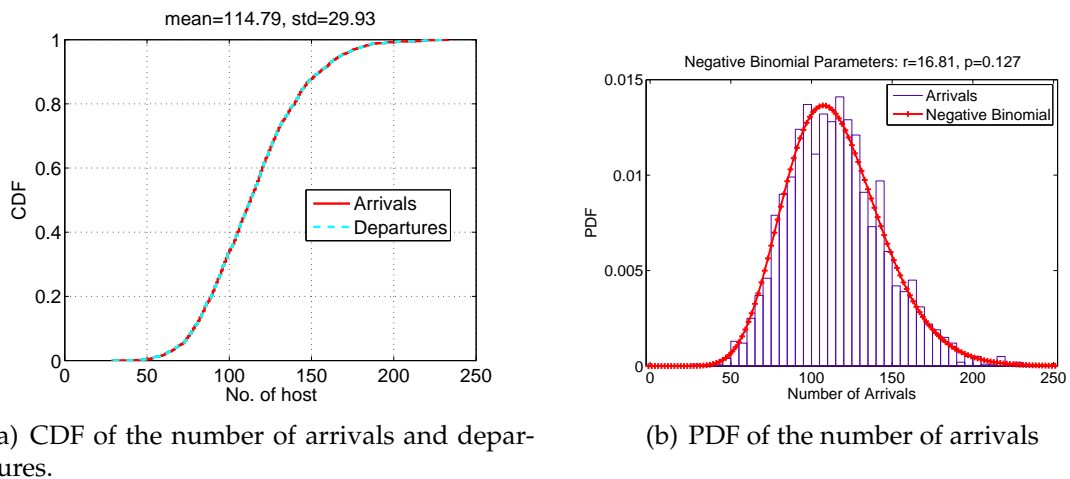 mean=114.79, std=29.93
1
0.8
0.6
0.4
0.2
0
CDF
Arrivals
Departures
0 50 100 150 200 250
No. of host
a) CDF of the number of arrivals and depar-
ures.
Negative Binomial Parameters: r=16.81, p=0.127
0.015
0.01
0.005
0
PDF
Arrivals
Negative Binomial
0 50 100 150 200 250
Number of Arrivals
(b) PDF of the number of arrivals